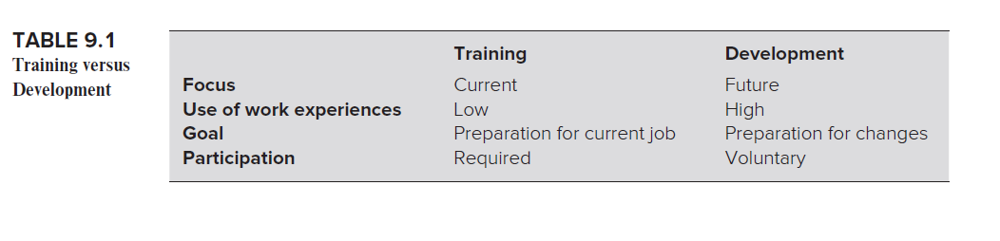 TABLE 9.1
Training versus
Development
Training Development
Focus Current Future
Use of work experiences Low High
Goal Preparation for current job Preparation for changes
Participation Required Voluntary